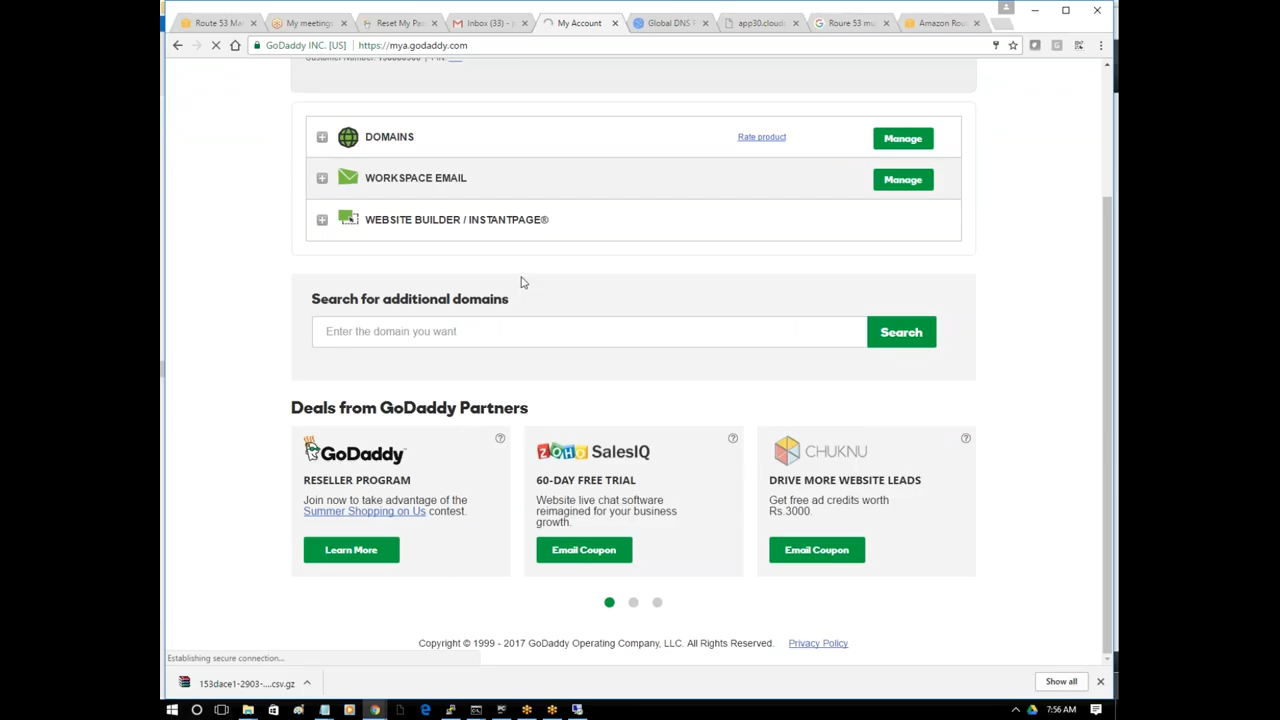 Route 53 Ma
My meetings
Reset My Pas
Inbox (33) -
My Account
Global DNS P
app30.cloud
Roure 53 mu
Amazon Rou
GoDaddy INC. [US] | https://mya.godaddy.com
DOMAINS
Rate product
Manage
WORKSPACE EMAIL
Manage
WEBSITE BUILDER / INSTANTPAGE®
Search for additional domains
Enter the domain you want
Search
Deals from GoDaddy Partners
GoDaddy
RESELLER PROGRAM
Join now to take advantage of the
Summer Shopping on Us contest.
Learn More
ZOHO SalesIQ
60-DAY FREE TRIAL
Website live chat software
reimagined for your business
growth.
Email Coupon
CHUKNU
DRIVE MORE WEBSITE LEADS
Get free ad credits worth
Rs.3000.
Email Coupon
Copyright © 1999 - 2017 GoDaddy Operating Company, LLC. All Rights Reserved. Privacy Policy
Establishing secure connection...
153dace1-2903-....csv.gz
Show all
7:56 AM